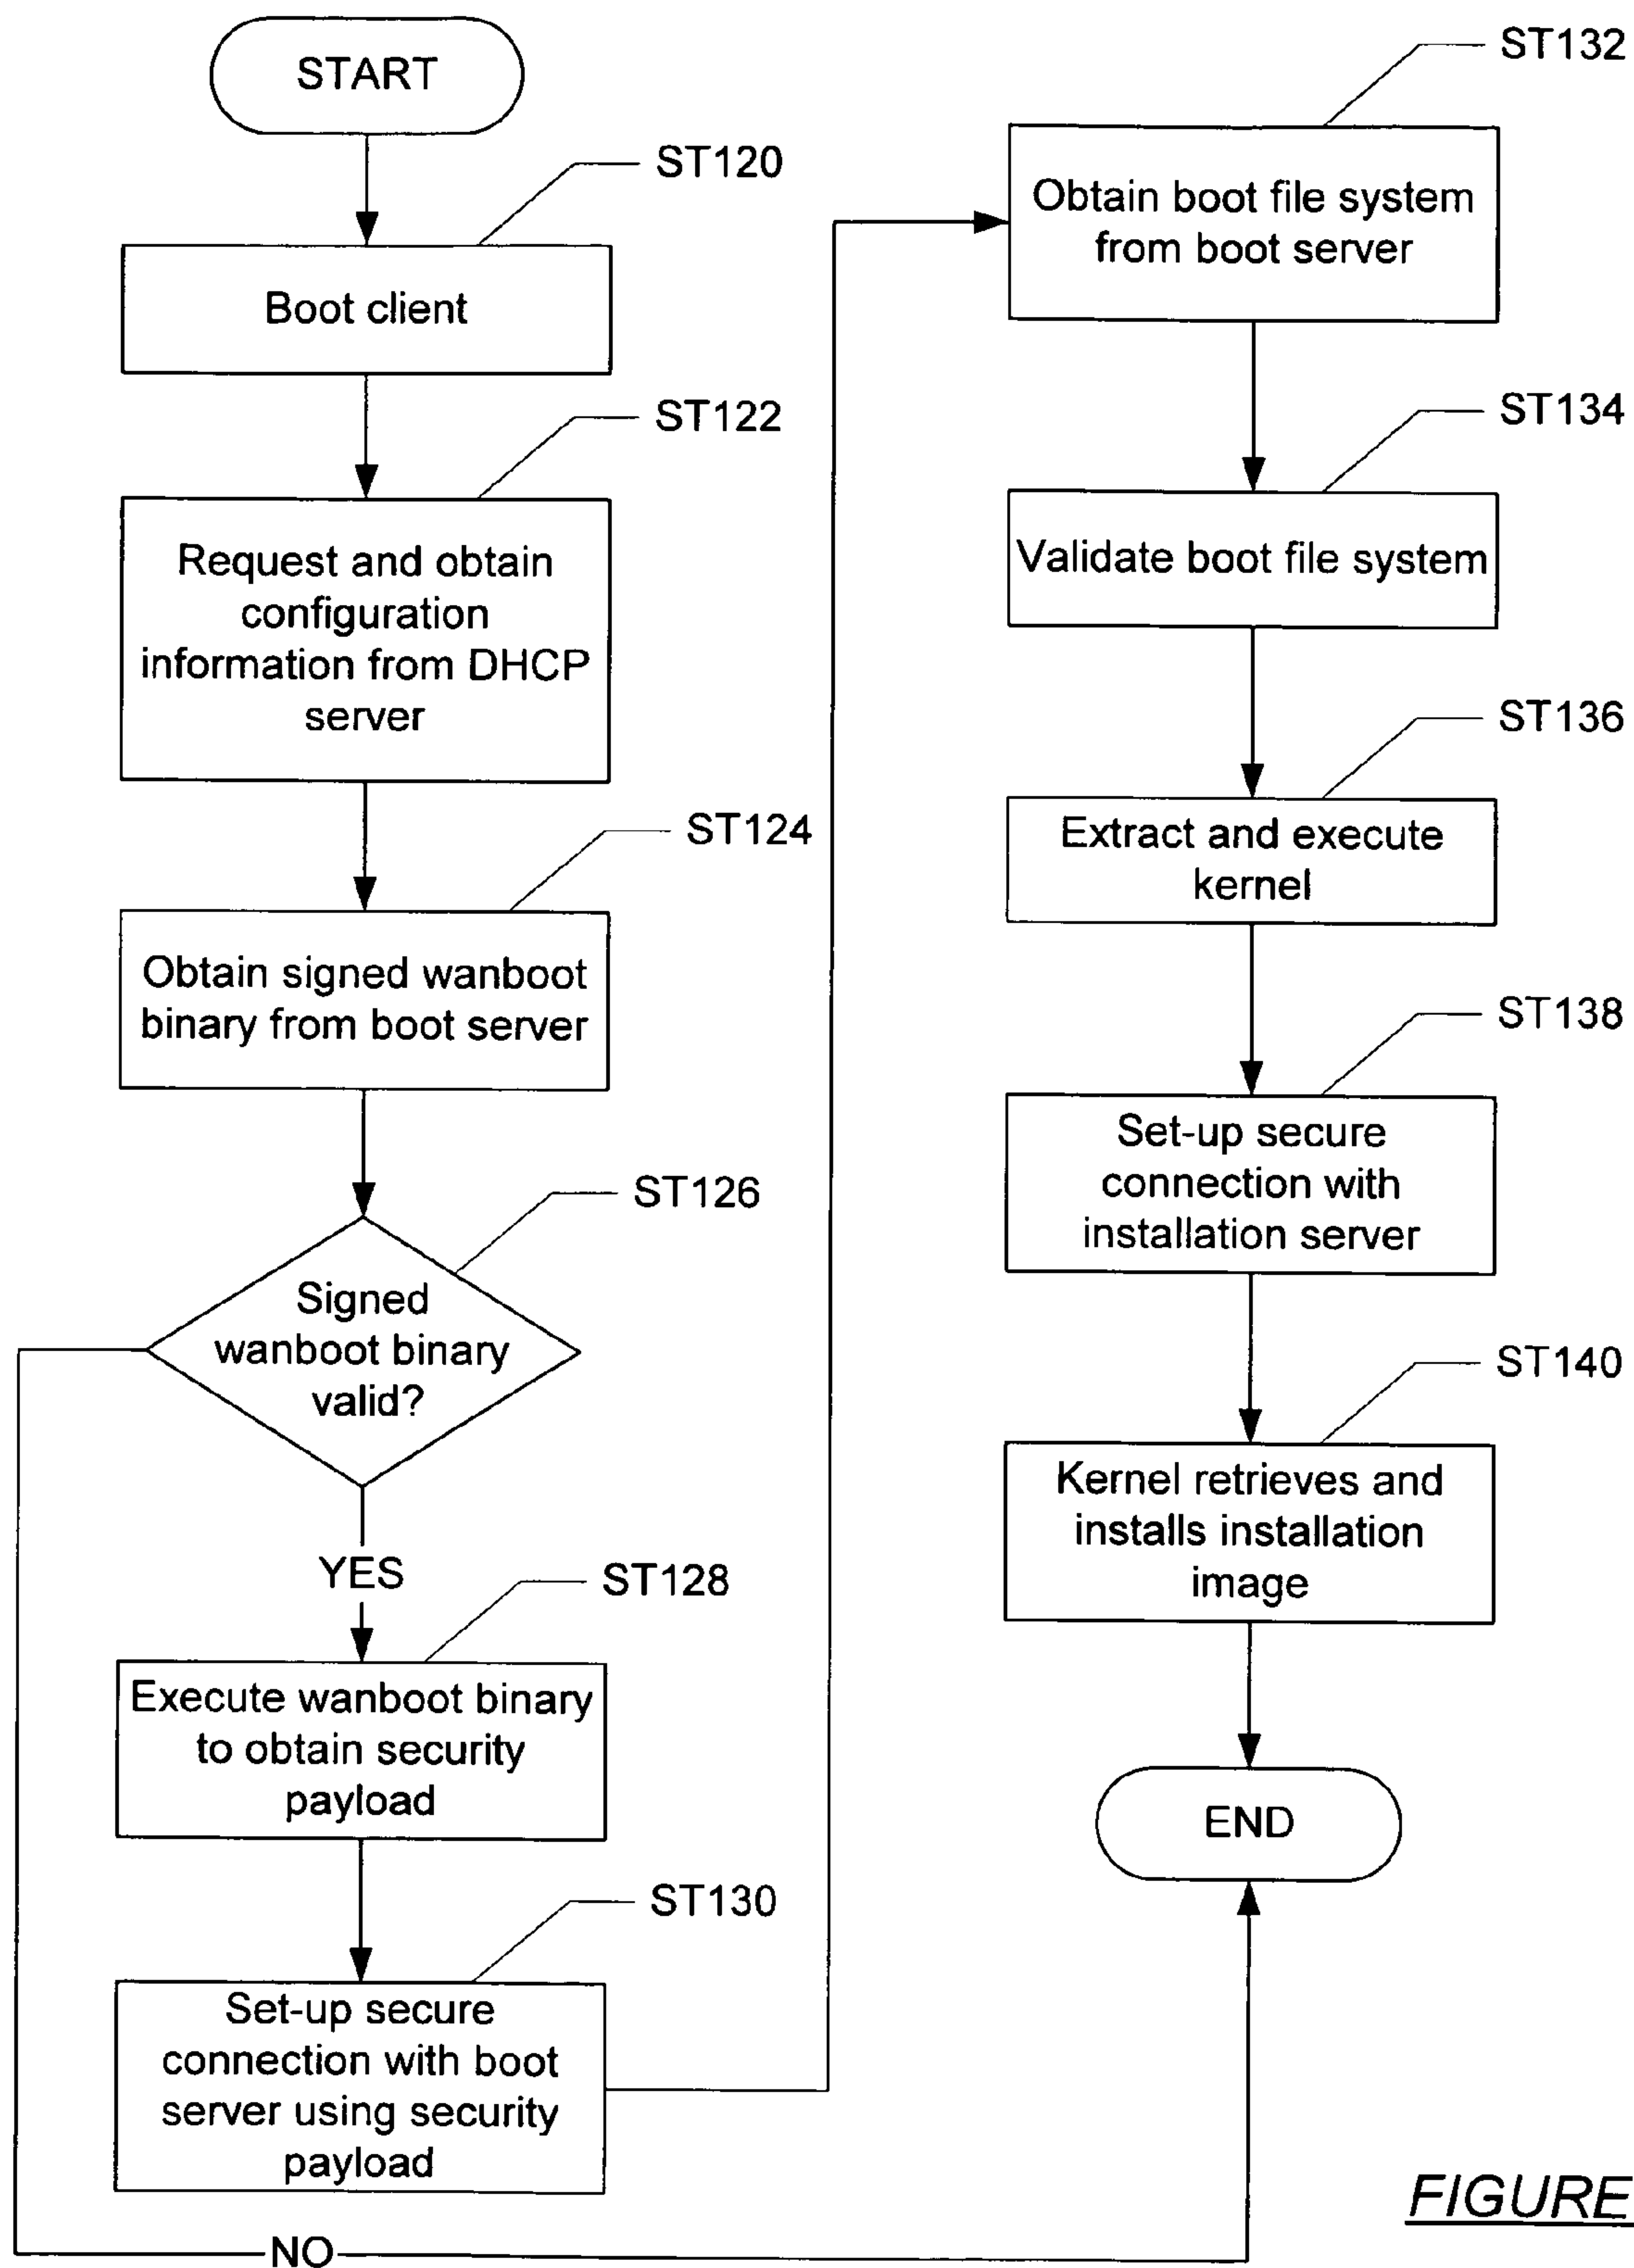 START
ST120
Boot client
ST122
Request and obtain
configuration
information from DHCP
server
ST124
Obtain signed wanboot
binary from boot server
ST126
Signed
wanboot binary
valid?
YES
ST128
Execute wanboot binary
to obtain security
payload
ST130
Set-up secure
connection with boot
server using security
payload
NO
ST132
Obtain boot file system
from boot server
ST134
Validate boot file system
ST136
Extract and execute
kernel
ST138
Set-up secure
connection with
installation server
ST140
Kernel retrieves and
installs installation
image
END
FIGURE